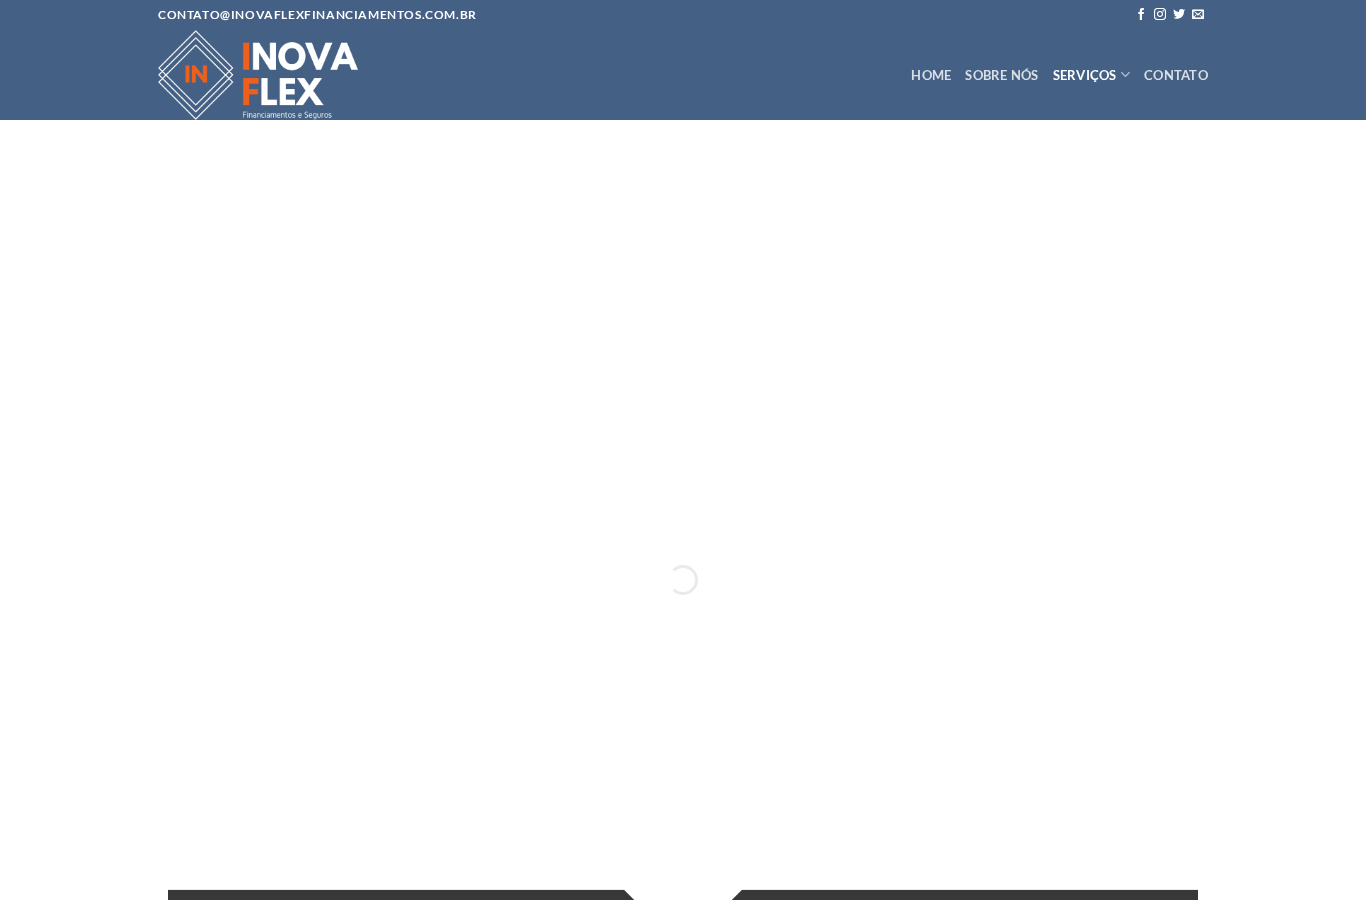 CONTATO@INOVAFLEXFINANCIAMENTOS.COM.BR
IN
INOVA
FLEX
Financiamentos e Seguros
HOME SOBRE NÓS SERVIÇOS CONTATO